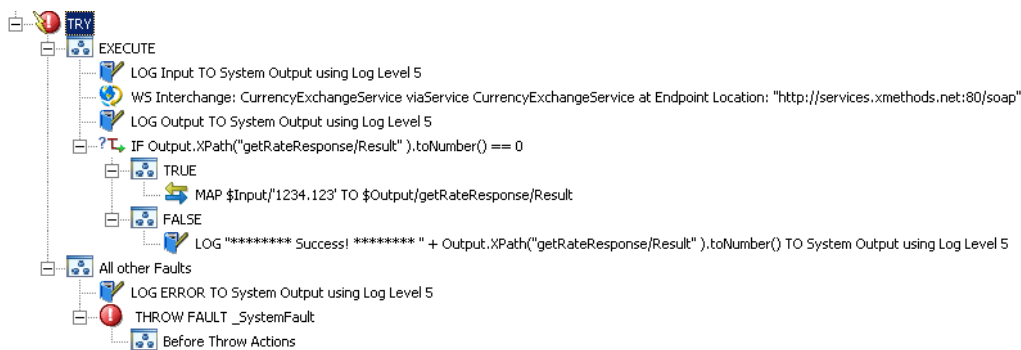 TRY
EXECUTE
LOG Input TO System Output using Log Level 5
WS Interchange: CurrencyExchangeService viaService CurrencyExchangeService at Endpoint Location: "http://services.xmethods.net:80/soap"
LOG Output TO System Output using Log Level 5
IF Output.XPath("getRateResponse/Result" ).toNumber() == 0
TRUE
MAP $Input/'1234.123' TO $Output/getRateResponse/Result
FALSE
LOG "******** Success! ******** " + Output.XPath("getRateResponse/Result" ).toNumber() TO System Output using Log Level 5
All other Faults
LOG ERROR TO System Output using Log Level 5
THROW FAULT _SystemFault
Before Throw Actions